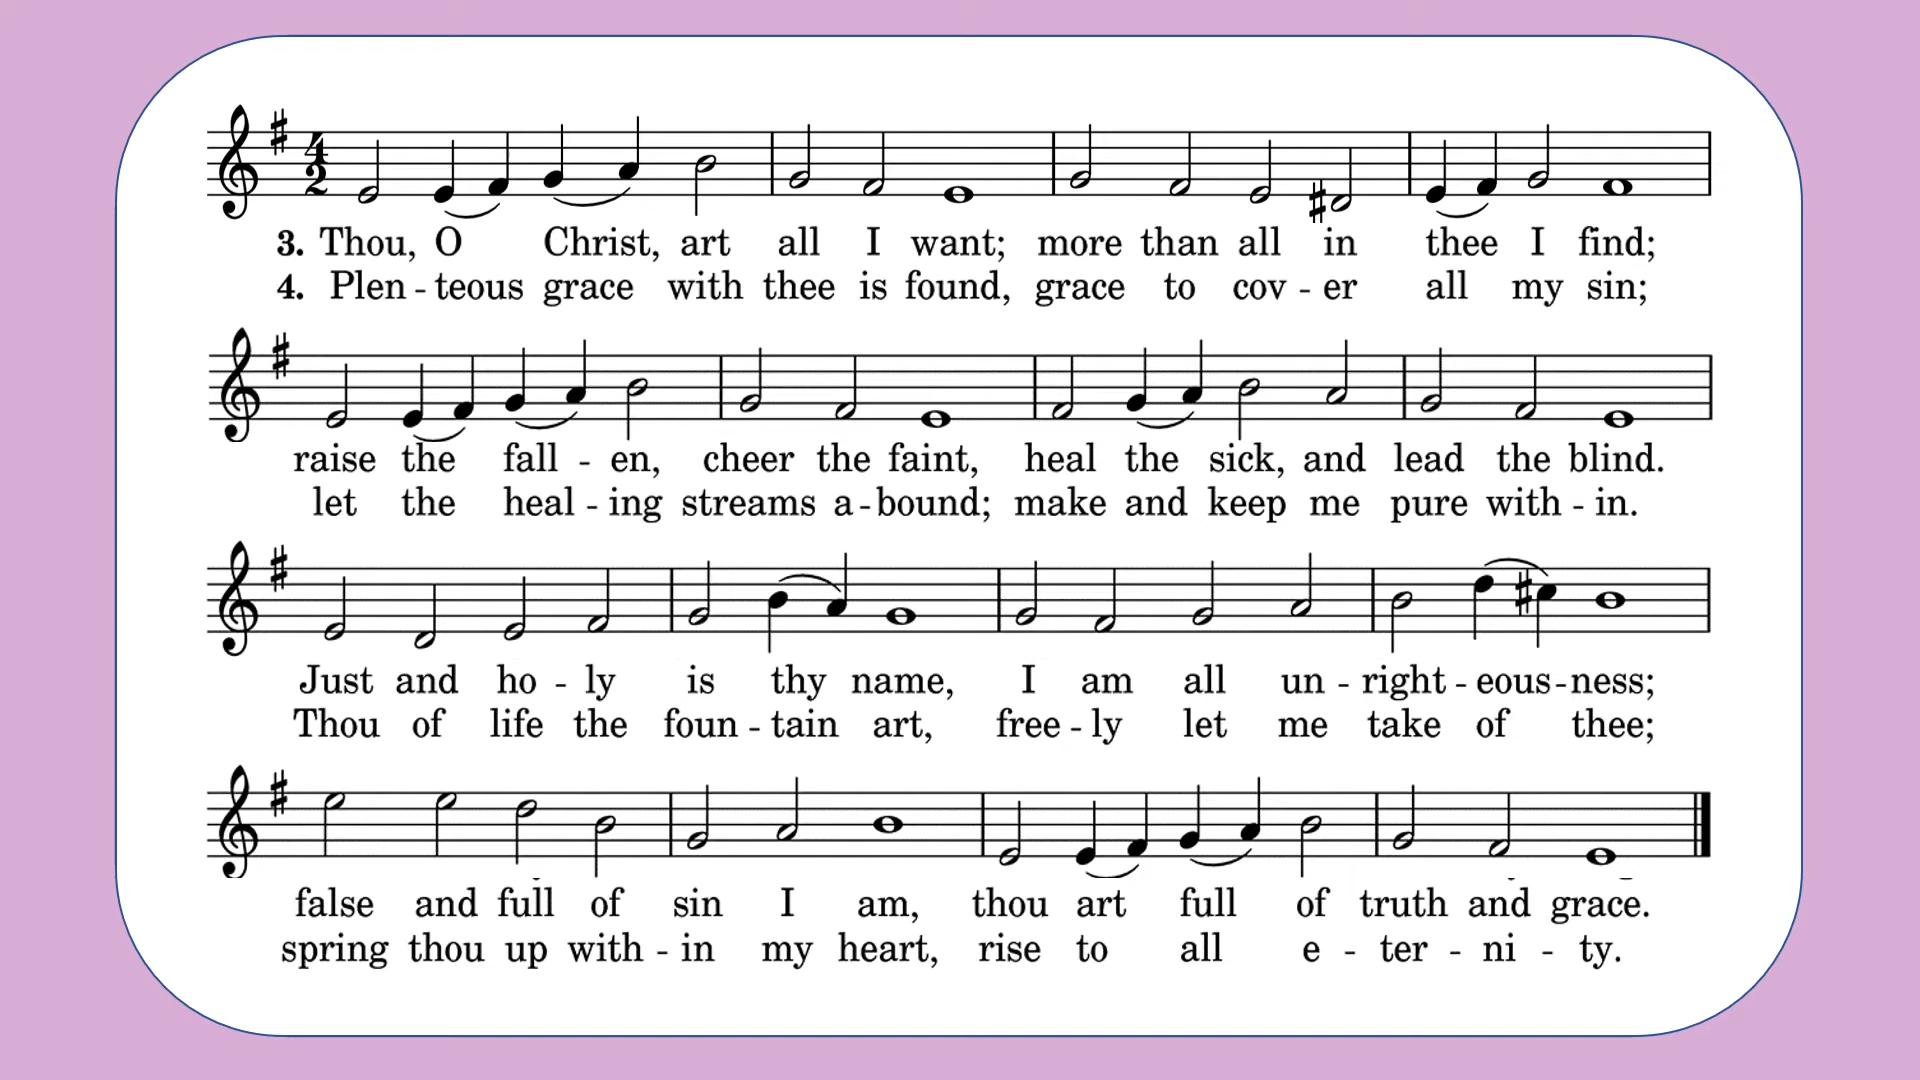 4
2
3. Thou, O Christ, art all I want; more than all in thee I find;
4. Plen - teous grace with thee is found, grace to cov - er all my sin;
raise the fall - en, cheer the faint, heal the sick, and lead the blind.
let the heal - ing streams a - bound; make and keep me pure with - in.
Just and ho - ly is thy name, I am all un - right - eous - ness;
Thou of life the foun - tain art, free - ly let me take of thee;
false and full of sin I am, thou art full of truth and grace.
spring thou up with - in my heart, rise to all e - ter - ni - ty.